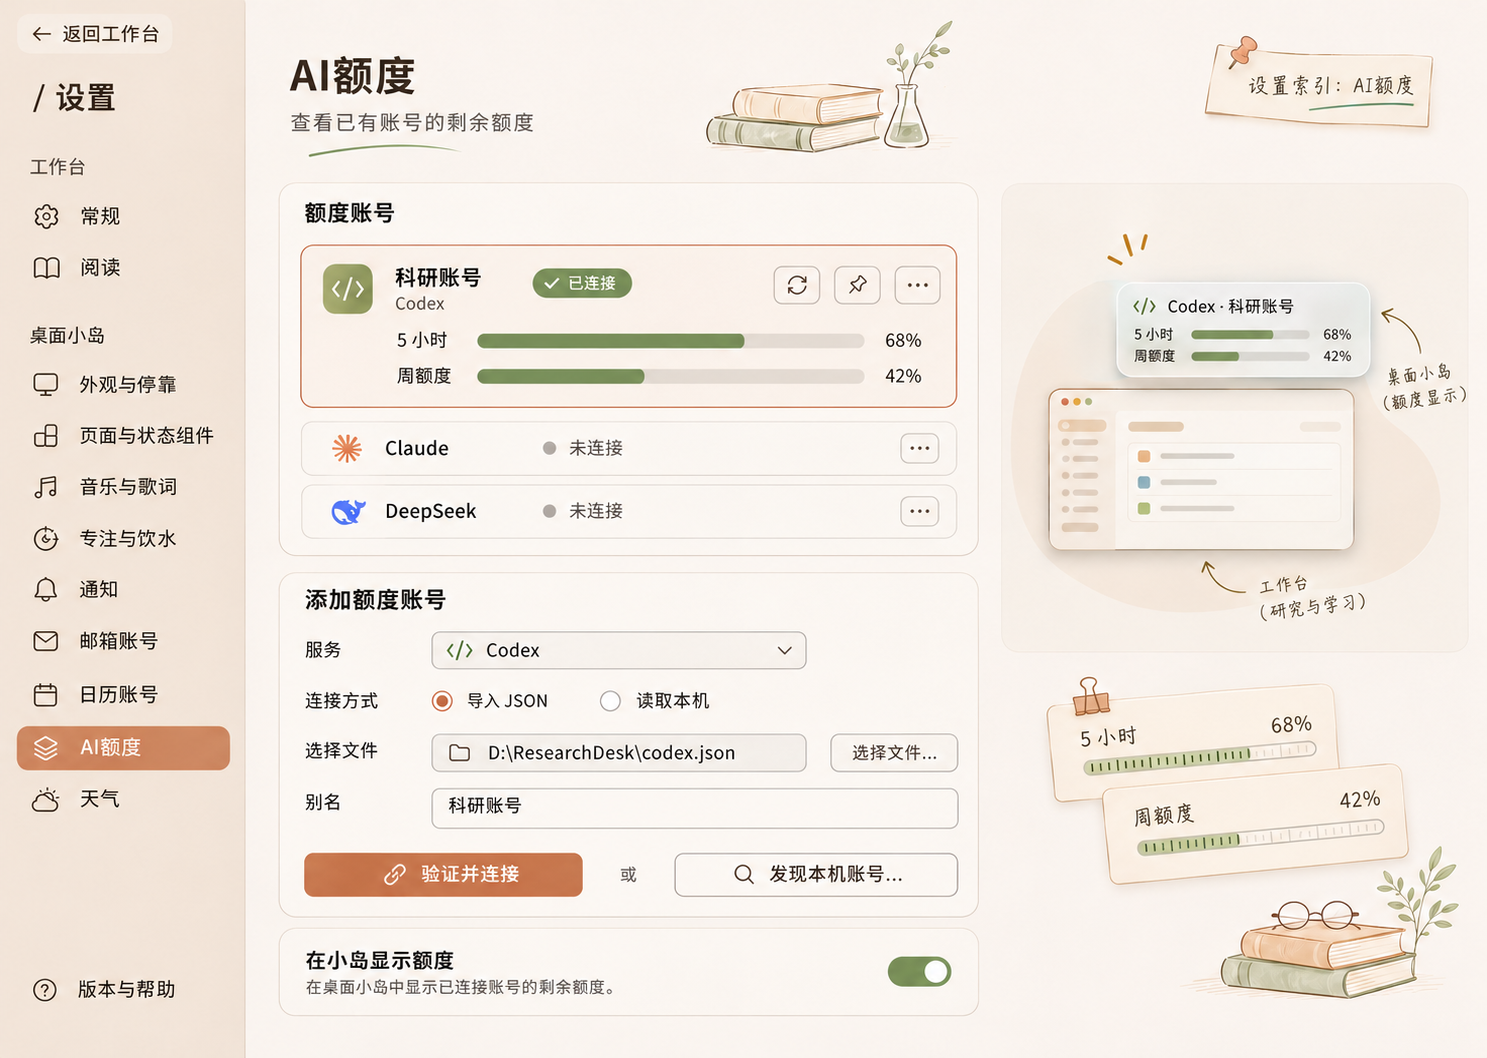 返回工作台
/ 设置
工作台
常规
阅读
桌面小岛
外观与停靠
页面与状态组件
音乐与歌词
专注与饮水
通知
邮箱账号
日历账号
AI额度
天气
版本与帮助
AI额度
查看已有账号的剩余额度
设置索引：AI额度
额度账号
科研账号
已连接
Codex
5 小时 68%
周额度 42%
Claude 未连接
DeepSeek 未连接
添加额度账号
服务 Codex
连接方式 导入 JSON 读取本机
选择文件 D:\ResearchDesk\codex.json 选择文件...
别名 科研账号
验证并连接 或 发现本机账号...
在小岛显示额度
在桌面小岛中显示已连接账号的剩余额度。
Codex · 科研账号
5 小时 68%
周额度 42%
桌面小岛
（额度显示）
工作台
（研究与学习）
5 小时 68%
周额度 42%